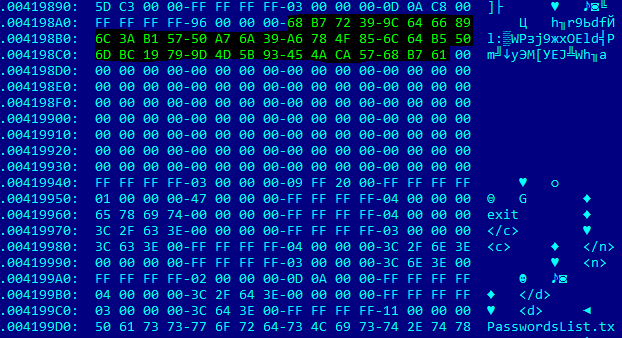 .00419890: 5D C3 00 00-FF FF FF FF-03 00 00 00-0D 0A C8 00 ]├ ♥ ♪◙╚
.004198A0: FF FF FF FF-96 00 00 00-68 B7 72 39-9C 64 66 89 Ц h╖r9ЬdfЙ
.004198B0: 6C 3A B1 57-50 A7 6A 39-A6 78 4F 85-6C 64 B5 50 l:▒WPзj9жxOЕld╡P
.004198C0: 6D BC 19 79-9D 4D 5B 93-45 4A CA 57-68 B7 61 00 m╝↓yЭM[УEJ╩Wh╖a
.004198D0: 00 00 00 00-00 00 00 00-00 00 00 00-00 00 00 00
.004198E0: 00 00 00 00-00 00 00 00-00 00 00 00-00 00 00 00
.004198F0: 00 00 00 00-00 00 00 00-00 00 00 00-00 00 00 00
.00419900: 00 00 00 00-00 00 00 00-00 00 00 00-00 00 00 00
.00419910: 00 00 00 00-00 00 00 00-00 00 00 00-00 00 00 00
.00419920: 00 00 00 00-00 00 00 00-00 00 00 00-00 00 00 00
.00419930: 00 00 00 00-00 00 00 00-00 00 00 00-00 00 00 00
.00419940: FF FF FF FF-03 00 00 00-09 FF 20 00-FF FF FF FF ♥ ○
.00419950: 01 00 00 00-47 00 00 00-FF FF FF FF-04 00 00 00 ☺ G ♦
.00419960: 65 78 69 74-00 00 00 00-FF FF FF FF-04 00 00 00 exit ♦
.00419970: 3C 2F 63 3E-00 00 00 00-FF FF FF FF-03 00 00 00 </c> ♥
.00419980: 3C 63 3E 00-FF FF FF FF-04 00 00 00-3C 2F 6E 3E <c> ♦ </n>
.00419990: 00 00 00 00-FF FF FF FF-03 00 00 00-3C 6E 3E 00 ♥ <n>
.004199A0: FF FF FF FF-02 00 00 00-0D 0A 00 00-FF FF FF FF ☻ ♪◙
.004199B0: 04 00 00 00-3C 2F 64 3E-00 00 00 00-FF FF FF FF ♦ </d>
.004199C0: 03 00 00 00-3C 64 3E 00-FF FF FF FF-11 00 00 00 ♥ <d> ◄
.004199D0: 50 61 73 73-77 6F 72 64-73 4C 69 73-74 2E 74 78 PasswordsList.tx